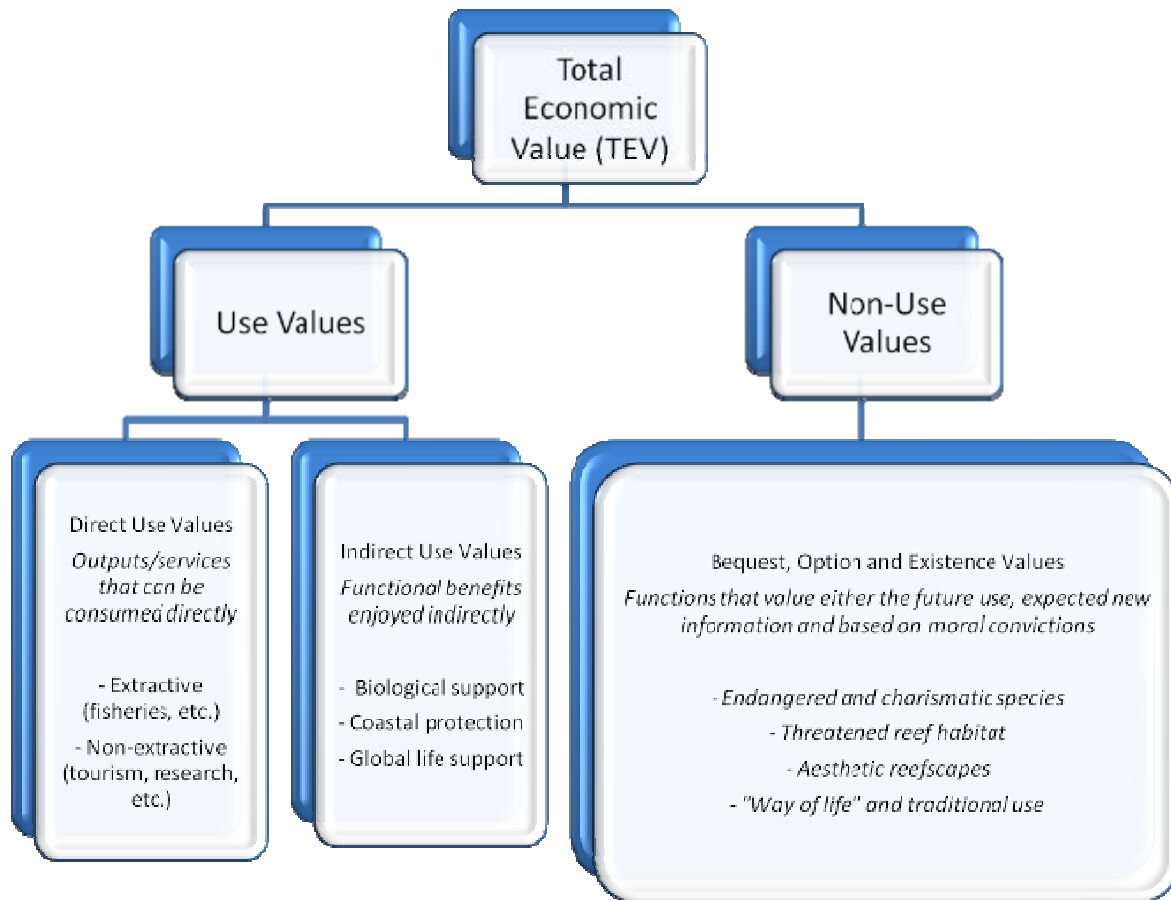 Total
Economic
Value (TEV)
Use Values
Non-Use
Values
Direct Use Values
Outputs/services
that can be
consumed directly
- Extractive
(fisheries, etc.)
- Non-extractive
(tourism, research,
etc.)
Indirect Use Values
Functional benefits
enjoyed indirectly
- Biological support
- Coastal protection
- Global life support
Bequest, Option and Existence Values
Functions that value either the future use, expected new
information and based on moral convictions
- Endangered and charismatic species
- Threatened reef habitat
- Aesthetic reefscapes
- "Way of life" and traditional use